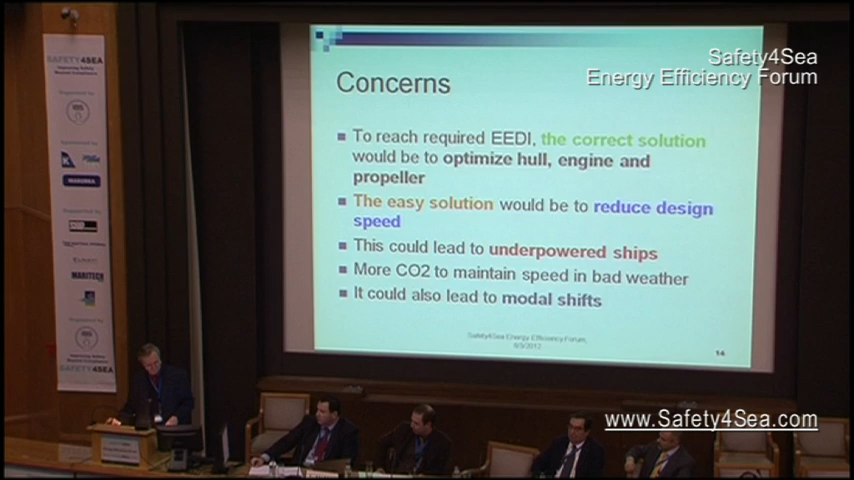 Safety4Sea
Energy Efficiency Forum
Concerns
To reach required EEDI, the correct solution
would be to optimize hull, engine and
propeller
The easy solution would be to reduce design
speed
This could lead to underpowered ships
More CO2 to maintain speed in bad weather
It could also lead to modal shifts
Safety4Sea Energy Efficiency Forum,
14
SAFETY4SEA
MARITECH
SAFETY4SEA
www.Safety4Sea.com